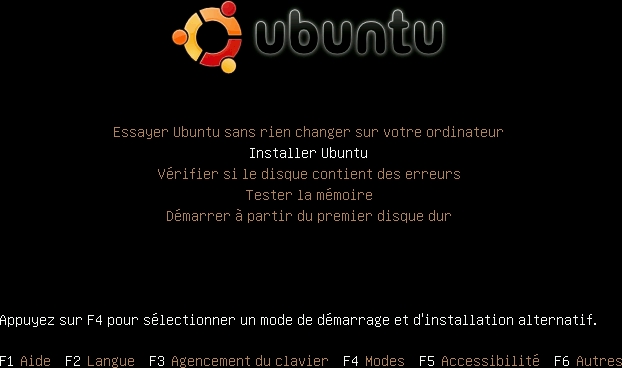 ubuntu
Essayer Ubuntu sans rien changer sur votre ordinateur
Installer Ubuntu
Vérifier si le disque contient des erreurs
Tester la mémoire
Démarrer à partir du premier disque dur
Appuyez sur F4 pour sélectionner un mode de démarrage et d'installation alternatif.
F1 Aide F2 Langue F3 Agencement du clavier F4 Modes F5 Accessibilité F6 Autres